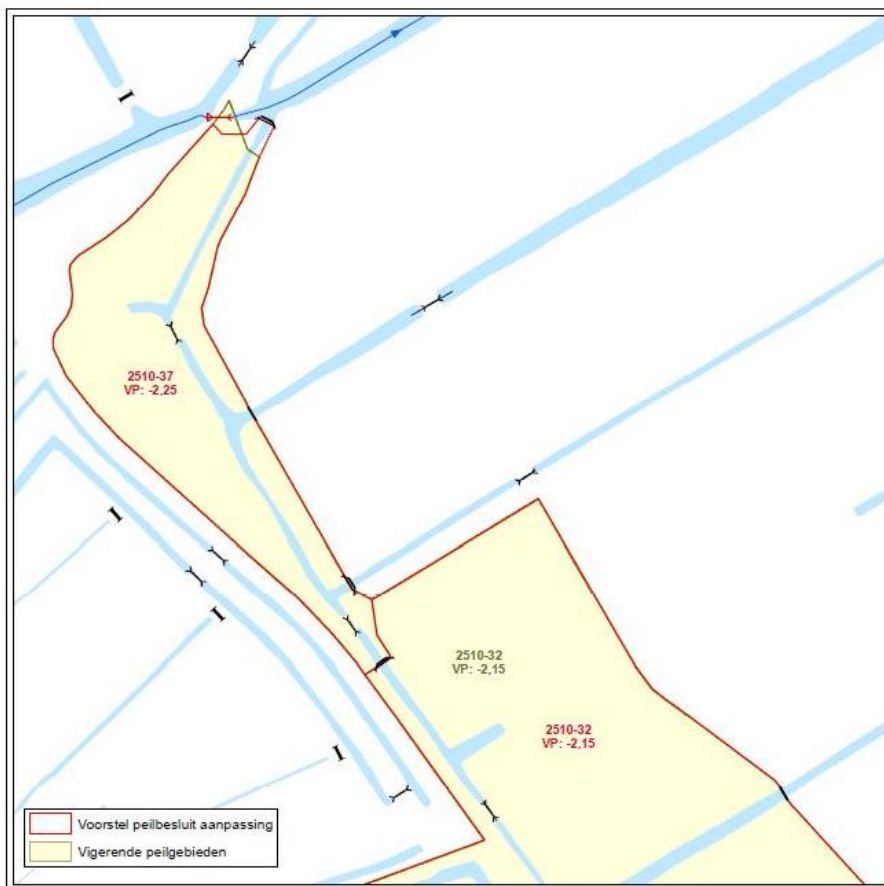 2510-37
VP: -2,25
2510-32
VP: -2,15
2510-32
VP: -2,15
Voorstel peilbesluit aanpassing
Vigerende peilgebieden